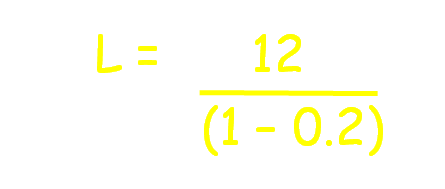 L = 12
(1 - 0.2)